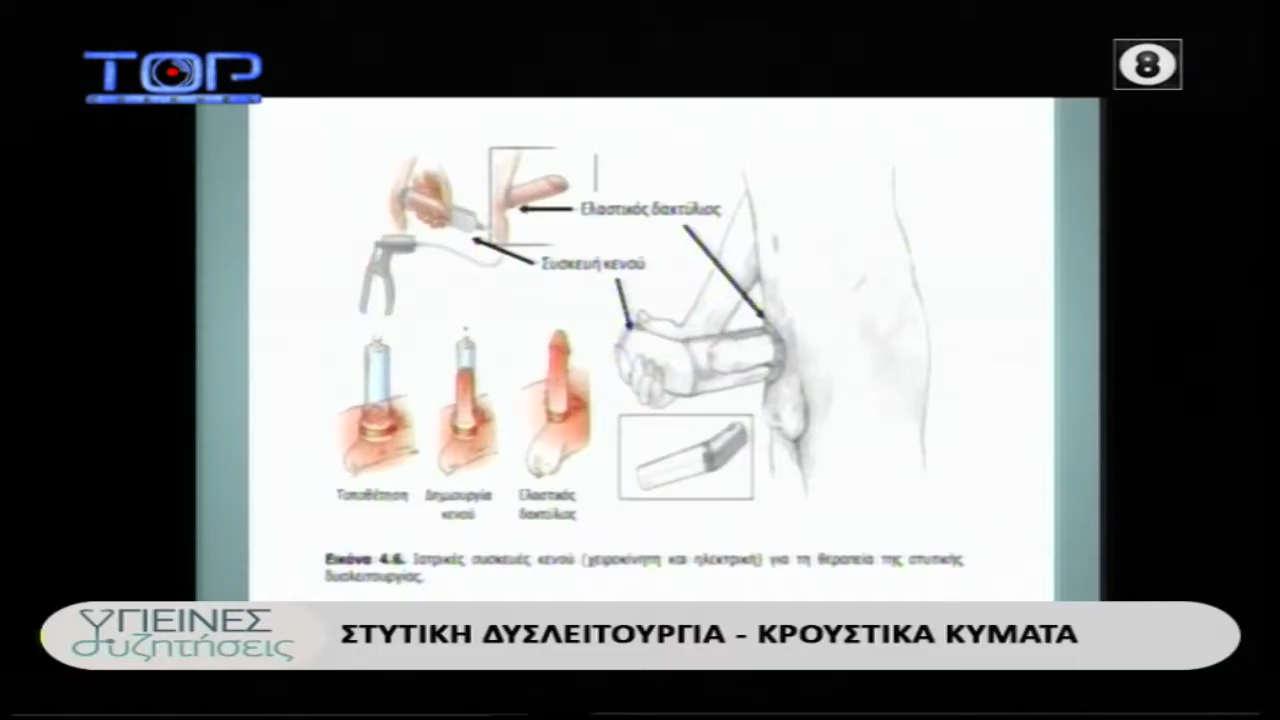 TOP
8
Ελαστικός δακτύλιος
Συσκευή κενού
Τοποθέτηση
Δημιουργία
κενού
Ελαστικός
δακτύλιος
Εικόνα 4.6. Ιατρικές συσκευές κενού (χειροκίνητη και ηλεκτρική) για τη θεραπεία της στυτικής
δυσλειτουργίας.
ΥΓΙΕΙΝΕΣ
συζητήσεις
ΣΤΥΤΙΚΗ ΔΥΣΛΕΙΤΟΥΡΓΙΑ - ΚΡΟΥΣΤΙΚΑ ΚΥΜΑΤΑ